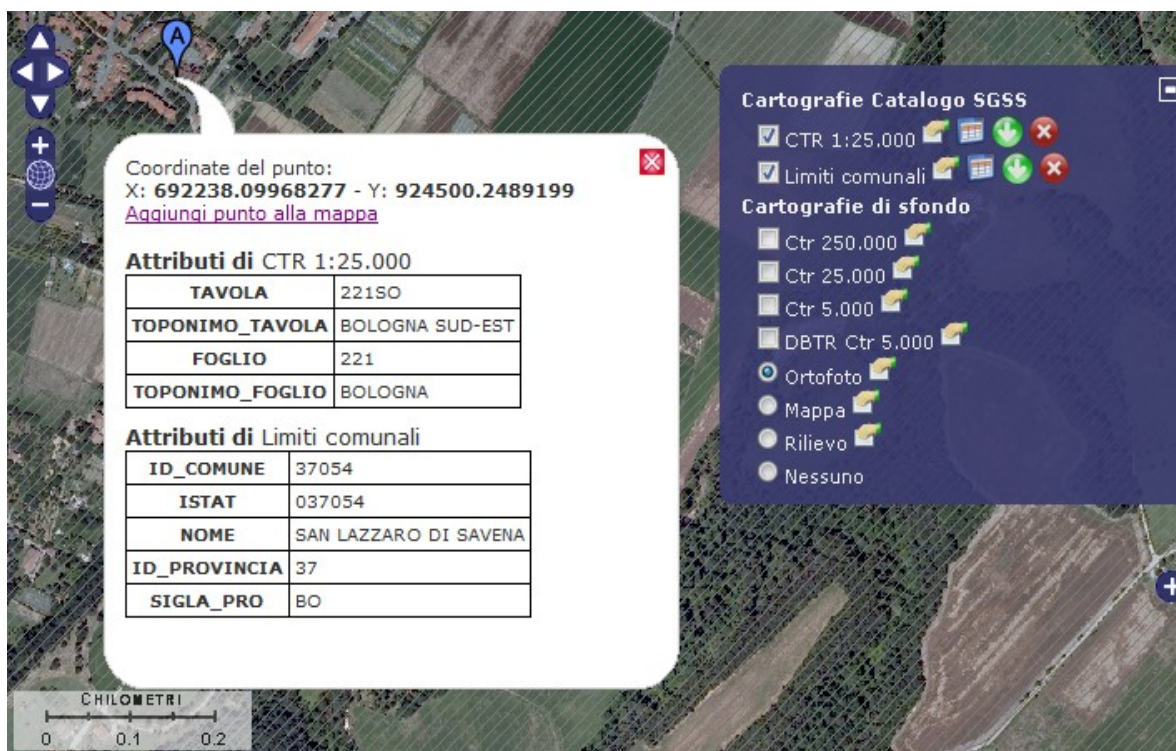 A
Coordinate del punto:
X: 692238.09968277 - Y: 924500.2489199
Aggiungi punto alla mappa
Attributi di CTR 1:25.000
TAVOLA 221SO
TOPONIMO_TAVOLA BOLOGNA SUD-EST
FOGLIO 221
TOPONIMO_FOGLIO BOLOGNA
Attributi di Limiti comunali
ID_COMUNE 37054
ISTAT 037054
NOME SAN LAZZARO DI SAVENA
ID_PROVINCIA 37
SIGLA_PRO BO
CHILOMETRI
0 0.1 0.2
Cartografie Catalogo SGSS
CTR 1:25.000
Limiti comunali
Cartografie di sfondo
Ctr 250.000
Ctr 25.000
Ctr 5.000
DBTR Ctr 5.000
Ortofoto
Mappa
Rilievo
Nessuno